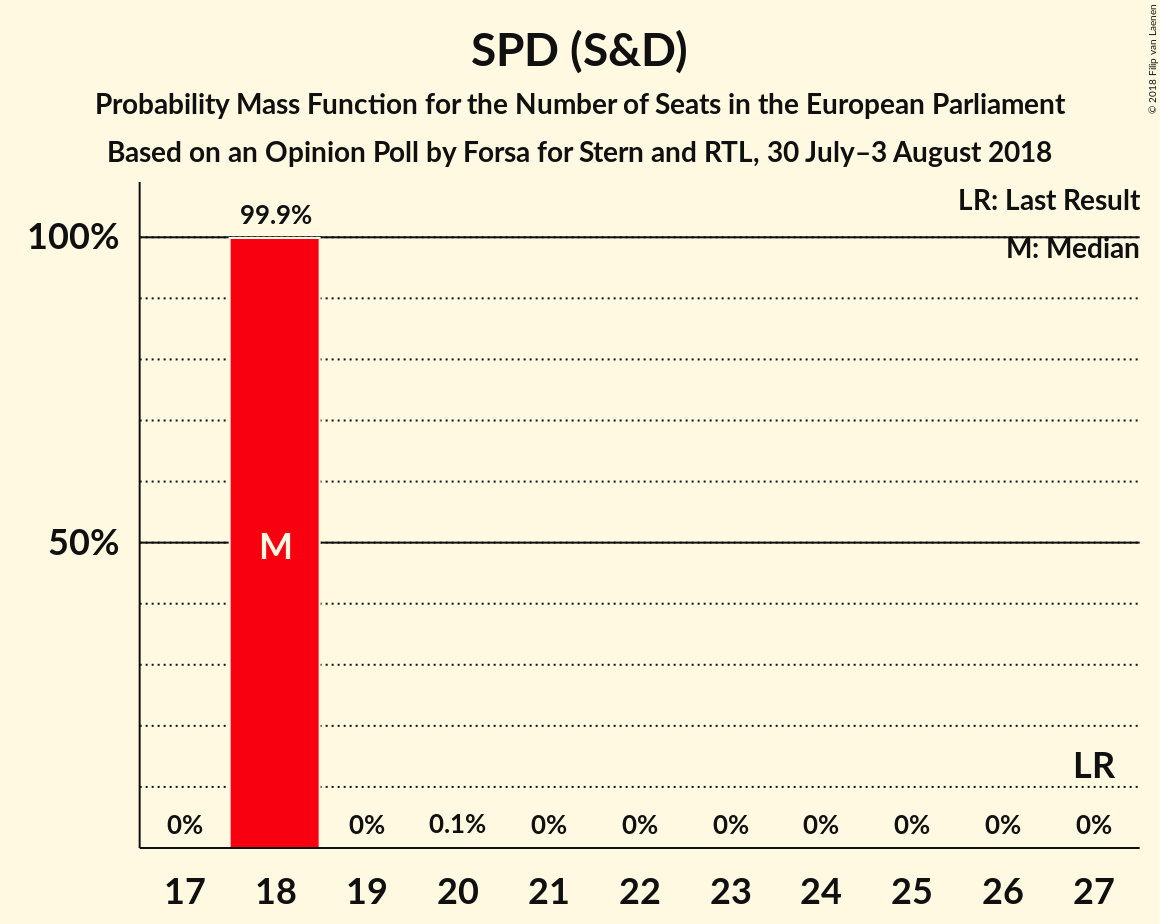 SPD (S&D)
Probability Mass Function for the Number of Seats in the European Parliament
Based on an Opinion Poll by Forsa for Stern and RTL, 30 July–3 August 2018
© 2018 Filip van Laenen
LR: Last Result
M: Median
100%
50%
99.9%
M
LR
0%
0%
0.1%
0%
0%
0%
0%
0%
0%
0%
17 18 19 20 21 22 23 24 25 26 27